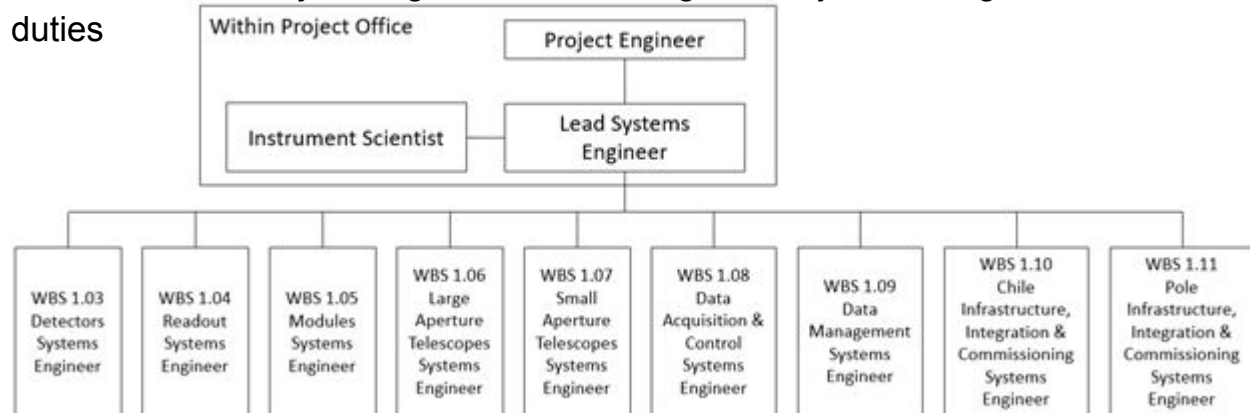 duties
Within Project Office
Project Engineer
Instrument Scientist
Lead Systems
Engineer
WBS 1.03
Detectors
Systems
Engineer
WBS 1.04
Readout
Systems
Engineer
WBS 1.05
Modules
Systems
Engineer
WBS 1.06
Large
Aperture
Telescopes
Systems
Engineer
WBS 1.07
Small
Aperture
Telescopes
Systems
Engineer
WBS 1.08
Data
Acquisition &
Control
Systems
Engineer
WBS 1.09
Data
Management
Systems
Engineer
WBS 1.10
Chile
Infrastructure,
Integration &
Commissioning
Systems
Engineer
WBS 1.11
Pole
Infrastructure,
Integration &
Commissioning
Systems
Engineer